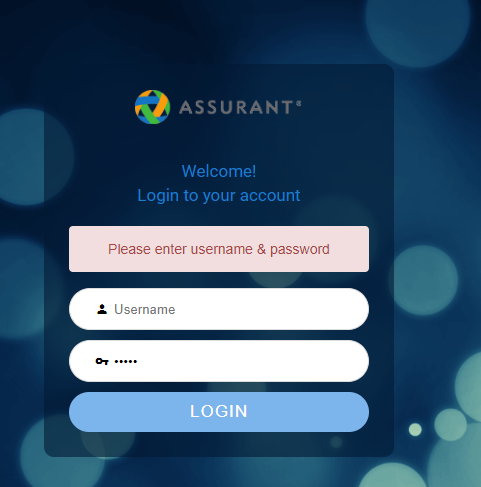 ASSURANT®
Welcome!
Login to your account
Please enter username & password
Username
•••••
LOGIN